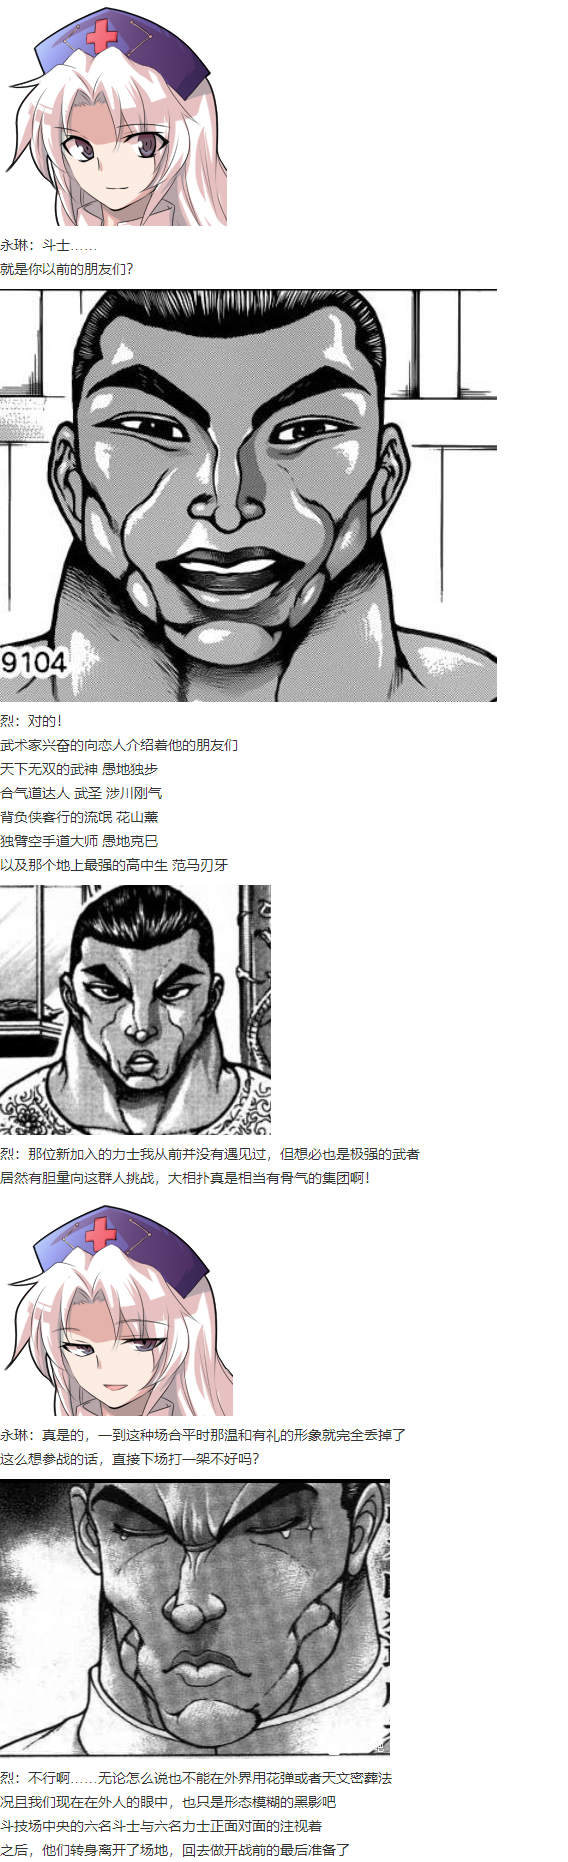 永琳：斗士……
就是你以前的朋友们？
9104
烈：对的！
武术家兴奋的向恋人介绍着他的朋友们
天下无双的武神 愚地独步
合气道达人 武圣 涉川刚气
背负侠客行的流氓 花山薰
独臂空手道大师 愚地克巳
以及那个地上最强的高中生 范马刃牙
烈：那位新加入的力士我从前并没有遇见过，但想必也是极强的武者
居然有胆量向这群人挑战，大相扑真是相当有骨气的集团啊！
永琳：真是的，一到这种场合平时那温和有礼的形象就完全丢掉了
这么想参战的话，直接下场打一架不好吗？
烈：不行啊……无论怎么说也不能在外界用花弹或者天文密葬法
况且我们现在在外人的眼中，也只是形态模糊的黑影吧
斗技场中央的六名斗士与六名力士正面对面的注视着
之后，他们转身离开了场地，回去做开战前的最后准备了